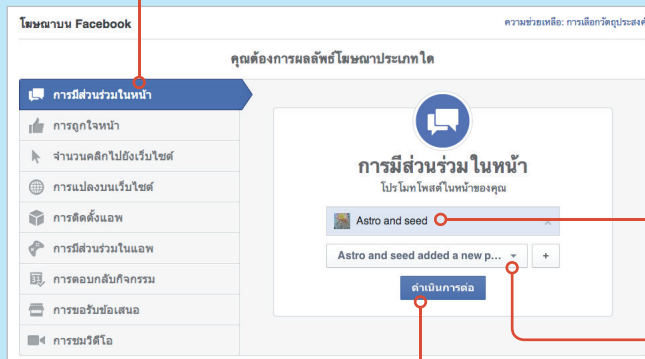 โฆษณาบน Facebook
ความช่วยเหลือ: การเลือกวัตถุประสงค์
คุณต้องการผลลัพธ์โฆษณาประเภทใด
การมีส่วนร่วมในหน้า
การถูกใจหน้า
จำนวนคลิกไปยังเว็บไซต์
การแปลงบนเว็บไซต์
การติดตั้งแอพ
การมีส่วนร่วมในแอพ
การตอบกลับกิจกรรม
การขอรับข้อเสนอ
การชมวิดีโอ
การมีส่วนร่วมในหน้า
โปรโมทโพสต์ในหน้าของคุณ
Astro and seed
Astro and seed added a new p...
+
ดำเนินการต่อ